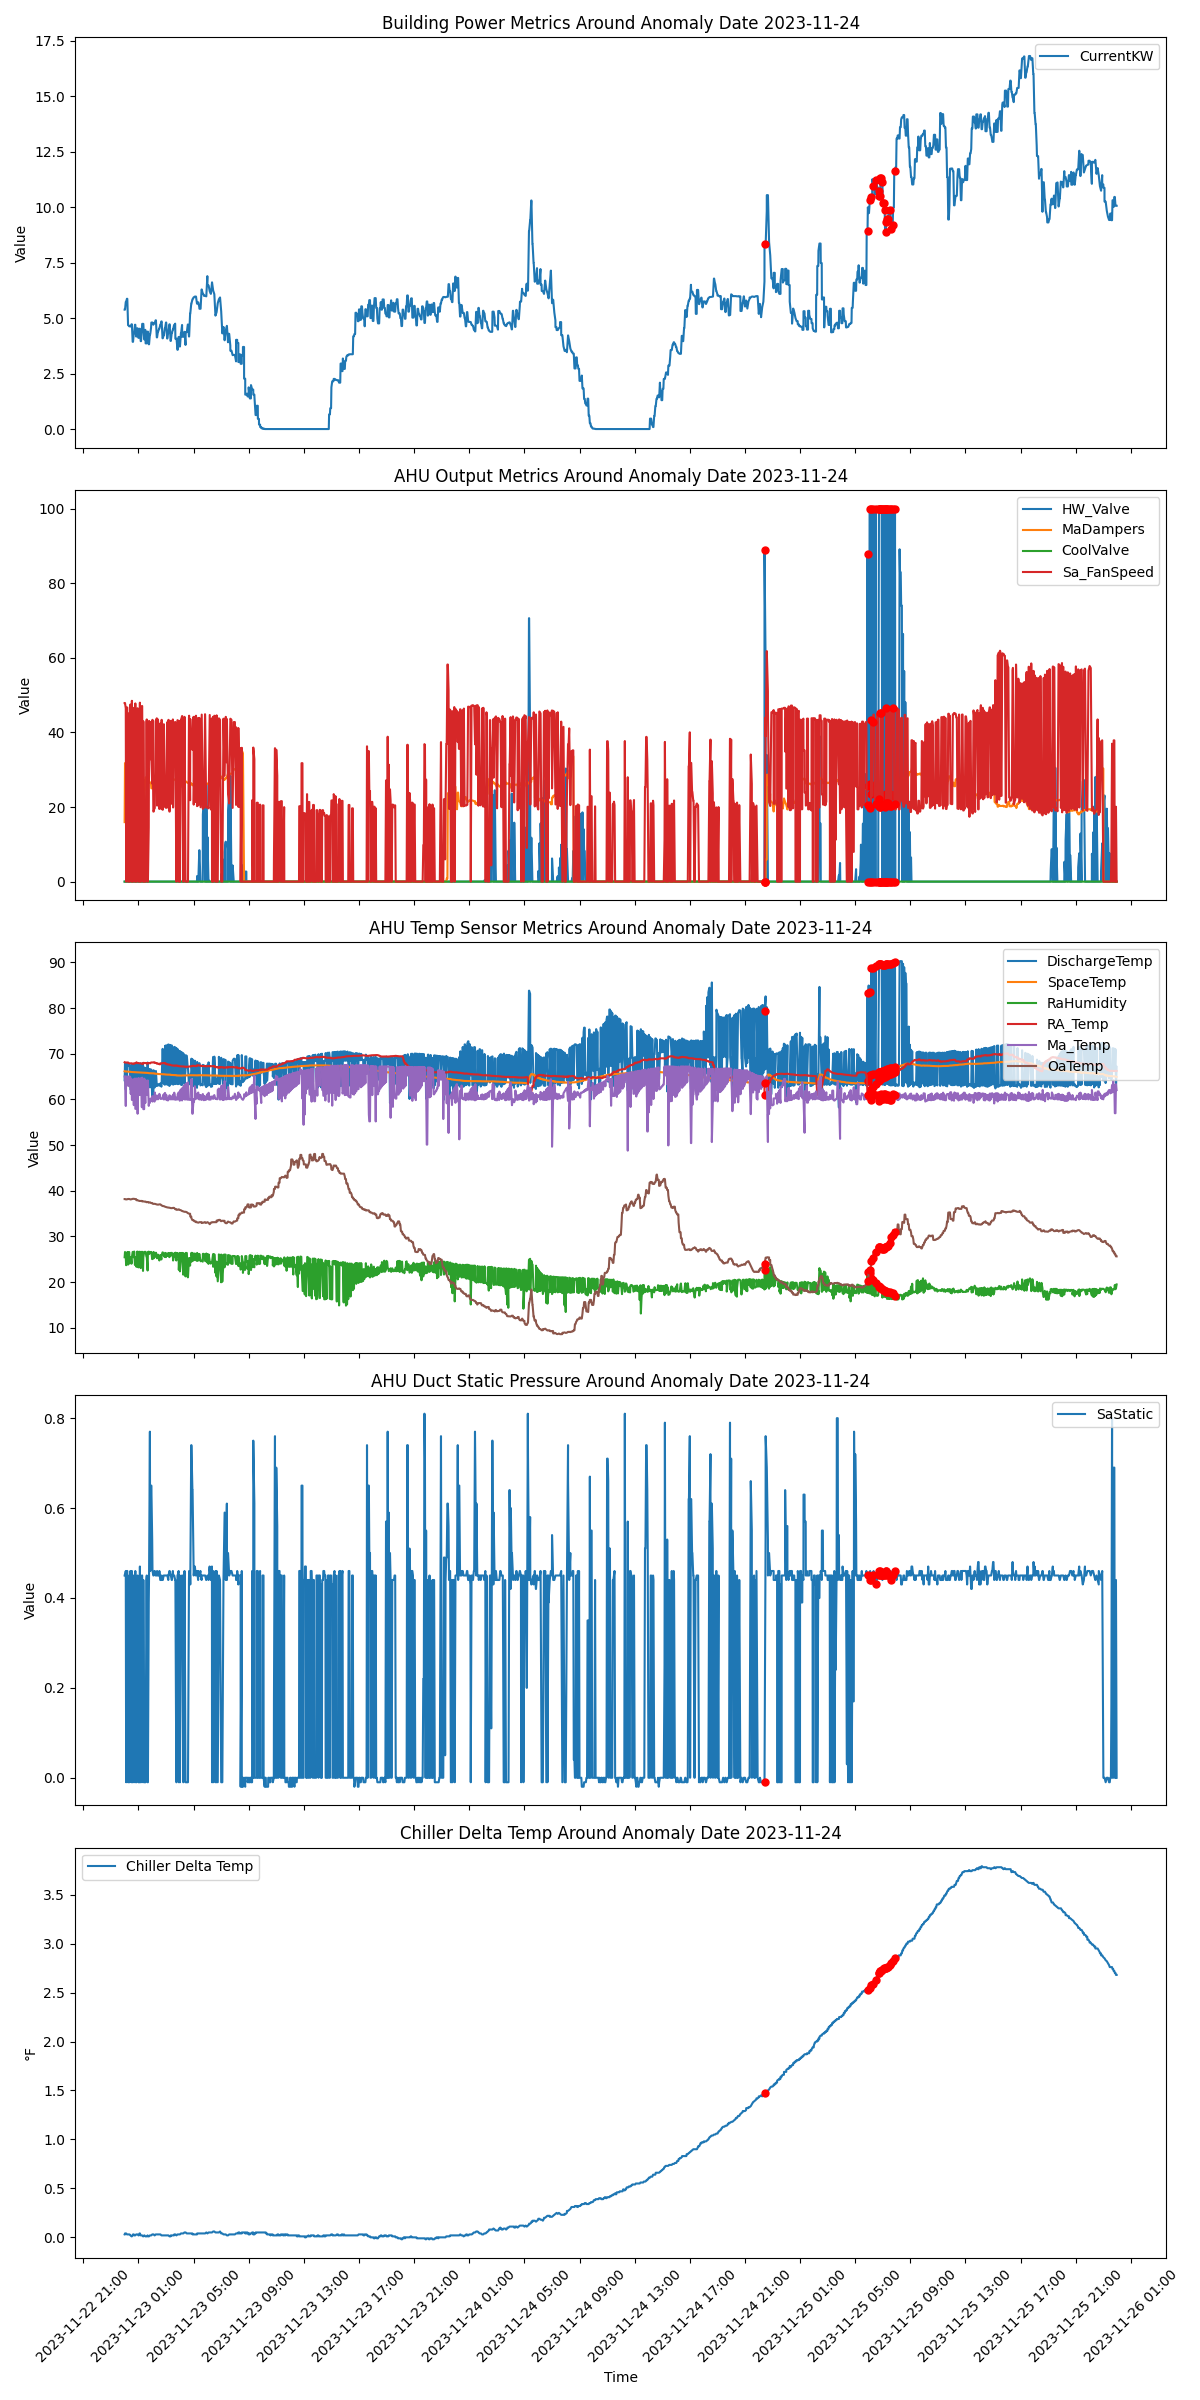 Building Power Metrics Around Anomaly Date 2023-11-24
17.5
15.0
12.5
10.0
7.5
5.0
2.5
0.0
Value
CurrentKW
AHU Output Metrics Around Anomaly Date 2023-11-24
100
80
60
40
20
0
Value
HW_Valve
MaDampers
CoolValve
Sa_FanSpeed
AHU Temp Sensor Metrics Around Anomaly Date 2023-11-24
90
80
70
60
50
40
30
20
10
Value
DischargeTemp
SpaceTemp
RaHumidity
RA_Temp
Ma_Temp
OaTemp
AHU Duct Static Pressure Around Anomaly Date 2023-11-24
0.8
0.6
0.4
0.2
0.0
Value
SaStatic
Chiller Delta Temp Around Anomaly Date 2023-11-24
3.5
3.0
2.5
2.0
1.5
1.0
0.5
0.0
°F
Chiller Delta Temp
2023-11-22 21:00
2023-11-23 01:00
2023-11-23 05:00
2023-11-23 09:00
2023-11-23 13:00
2023-11-23 17:00
2023-11-23 21:00
2023-11-24 01:00
2023-11-24 05:00
2023-11-24 09:00
2023-11-24 13:00
2023-11-24 17:00
2023-11-24 21:00
2023-11-25 01:00
2023-11-25 05:00
2023-11-25 09:00
2023-11-25 13:00
2023-11-25 17:00
2023-11-25 21:00
2023-11-26 01:00
Time